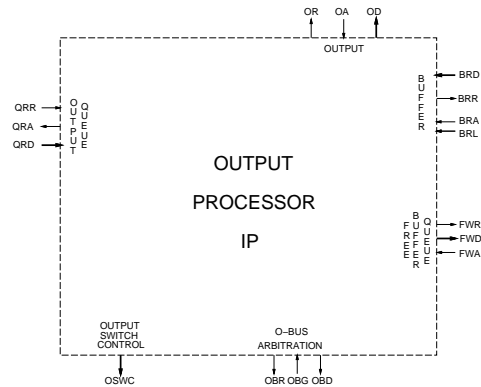 OR OA OD
OUTPUT
BUFFER
BRD
BRR
BRA
BRL
QRR
QRA
QRD
OUTPUT
QUEUE
OUTPUT
PROCESSOR
IP
FREE
BUFFER
QUEUE
FWR
FWD
FWA
OUTPUT
SWITCH
CONTROL
O-BUS
ARBITRATION
OSWC
OBR OBG OBD